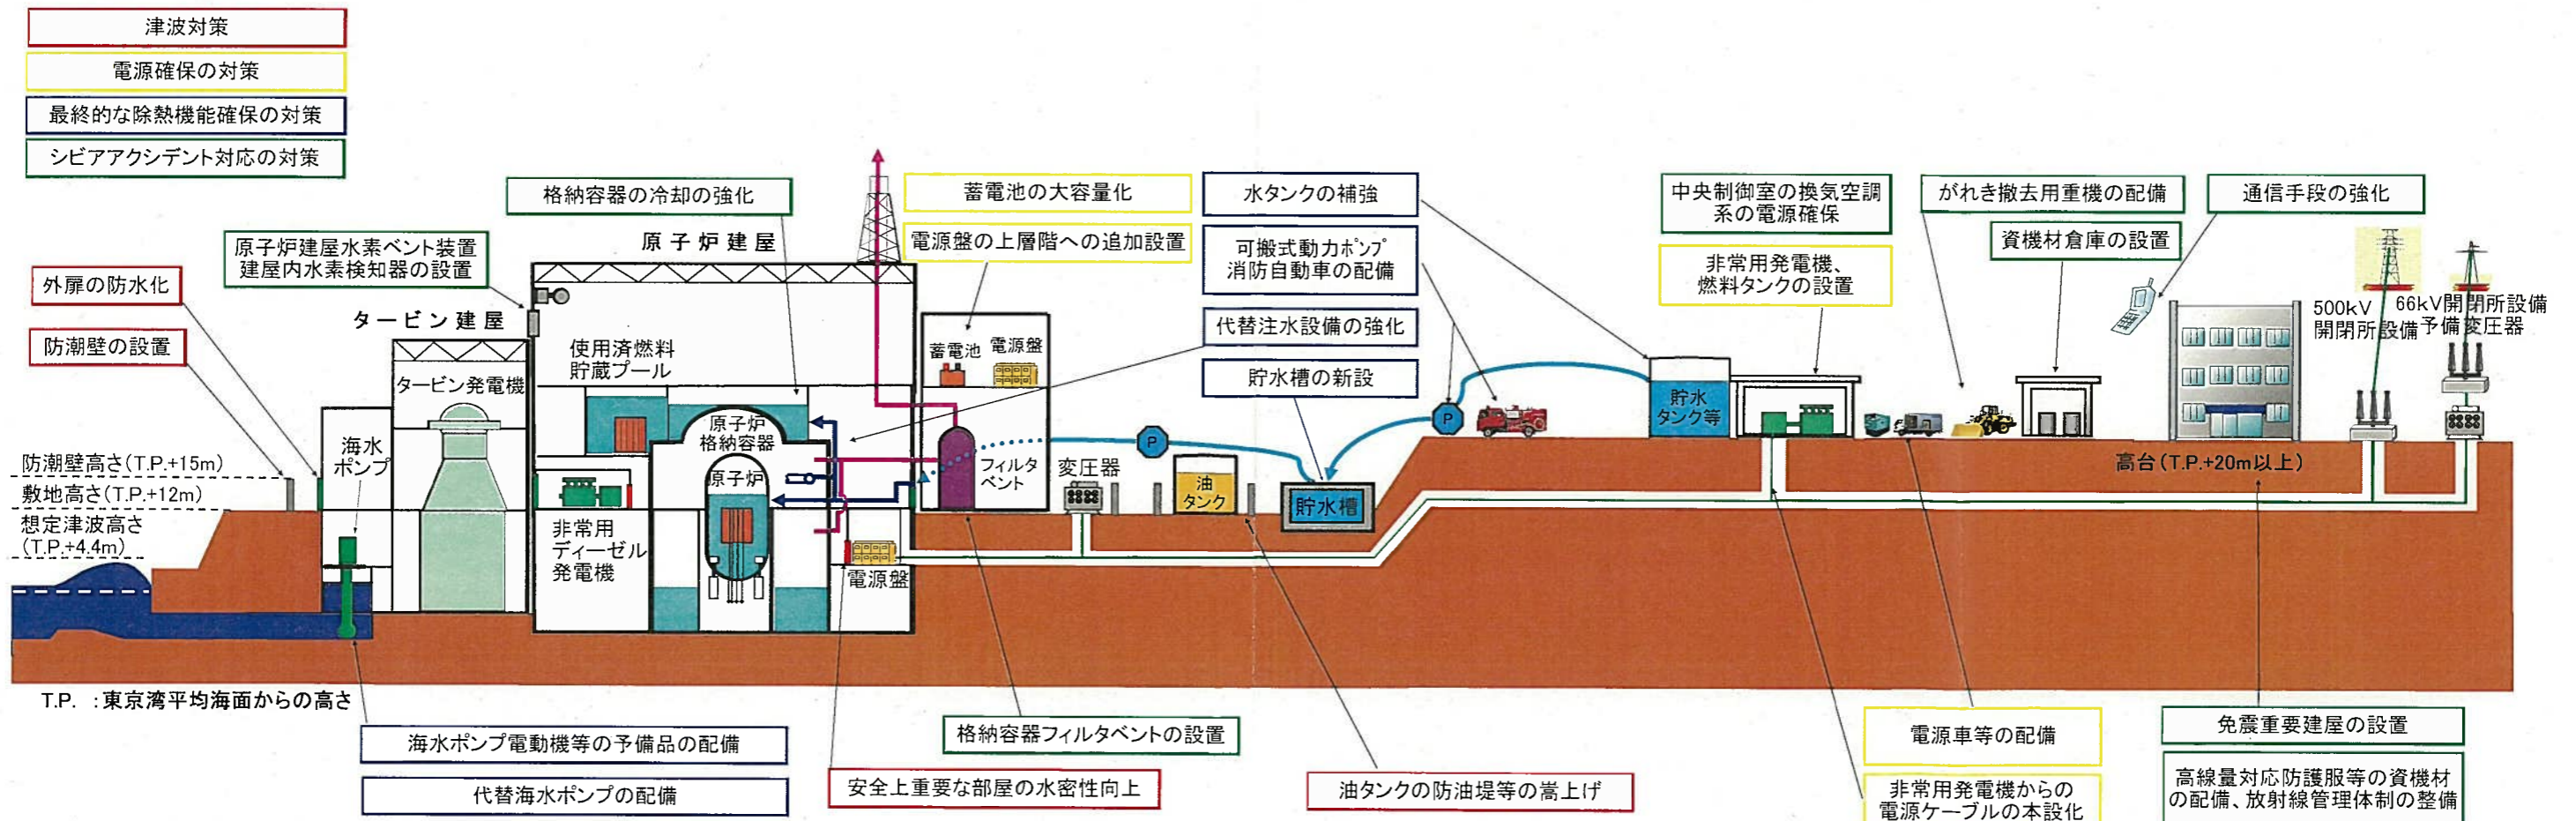 津波対策
電源確保の対策
最終的な除熱機能確保の対策
シビアアクシデント対応の対策
格納容器の冷却の強化
原子炉建屋水素ベント装置
建屋内水素検知器の設置
外扉の防水化
防潮壁の設置
タービン建屋
原子炉建屋
蓄電池の大容量化
電源盤の上層階への追加設置
水タンクの補強
可搬式動力ポンプ
消防自動車の配備
代替注水設備の強化
貯水槽の新設
中央制御室の換気空調
系の電源確保
非常用発電機、
燃料タンクの設置
がれき撤去用重機の配備
資機材倉庫の設置
通信手段の強化
500kV
開閉所設備
66kV開閉所設備
予備変圧器
タービン発電機
海水
ポンプ
使用済燃料
貯蔵プール
原子炉
格納容器
原子炉
非常用
ディーゼル
発電機
電源盤
蓄電池
電源盤
フィルタ
ベント
変圧器
油
タンク
貯水槽
P
P
貯水
タンク等
高台(T.P.+20m以上)
防潮壁高さ(T.P.+15m)
敷地高さ(T.P.+12m)
想定津波高さ
(T.P.+4.4m)
T.P. :東京湾平均海面からの高さ
海水ポンプ電動機等の予備品の配備
代替海水ポンプの配備
格納容器フィルタベントの設置
安全上重要な部屋の水密性向上
油タンクの防油堤等の嵩上げ
電源車等の配備
非常用発電機からの
電源ケーブルの本設化
免震重要建屋の設置
高線量対応防護服等の資機材
の配備、放射線管理体制の整備